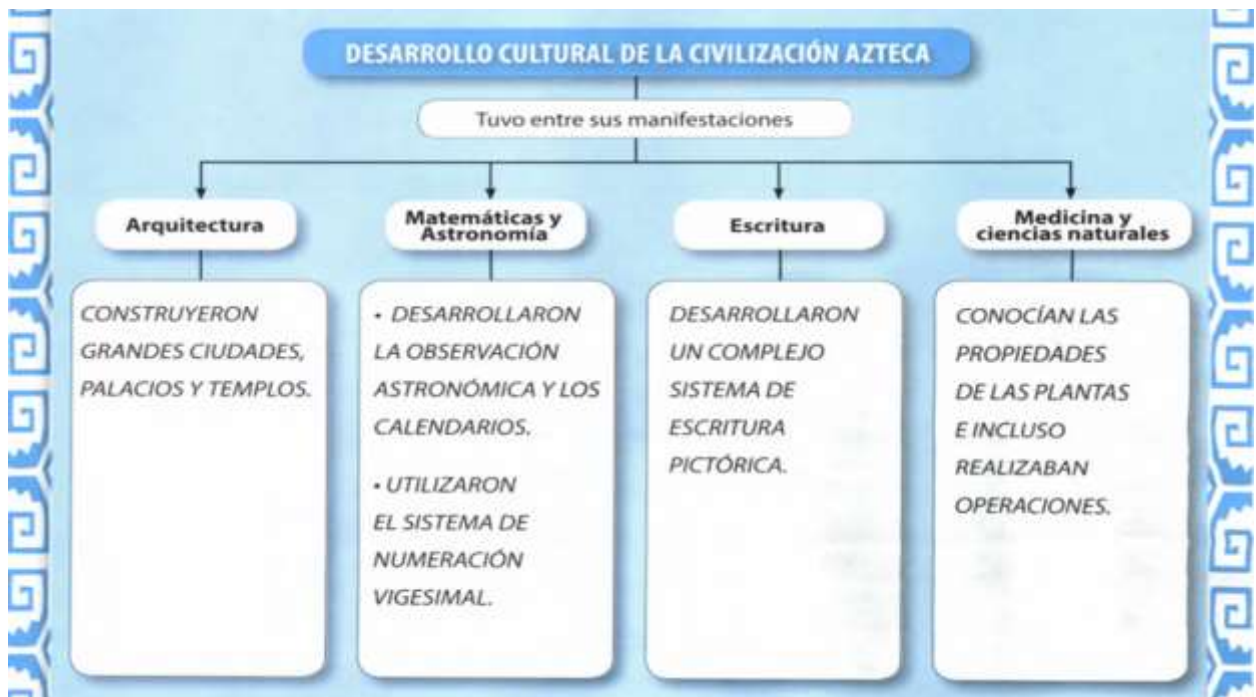 DESARROLLO CULTURAL DE LA CIVILIZACIÓN AZTECA
Tuvo entre sus manifestaciones
Arquitectura
CONSTRUYERON
GRANDES CIUDADES,
PALACIOS Y TEMPLOS.
Matemáticas y
Astronomía
• DESARROLLARON
LA OBSERVACIÓN
ASTRONÓMICA Y LOS
CALENDARIOS.
• UTILIZARON
EL SISTEMA DE
NUMERACIÓN
VIGESIMAL.
Escritura
DESARROLLARON
UN COMPLEJO
SISTEMA DE
ESCRITURA
PICTÓRICA.
Medicina y
ciencias naturales
CONOCÍAN LAS
PROPIEDADES
DE LAS PLANTAS
E INCLUSO
REALIZABAN
OPERACIONES.